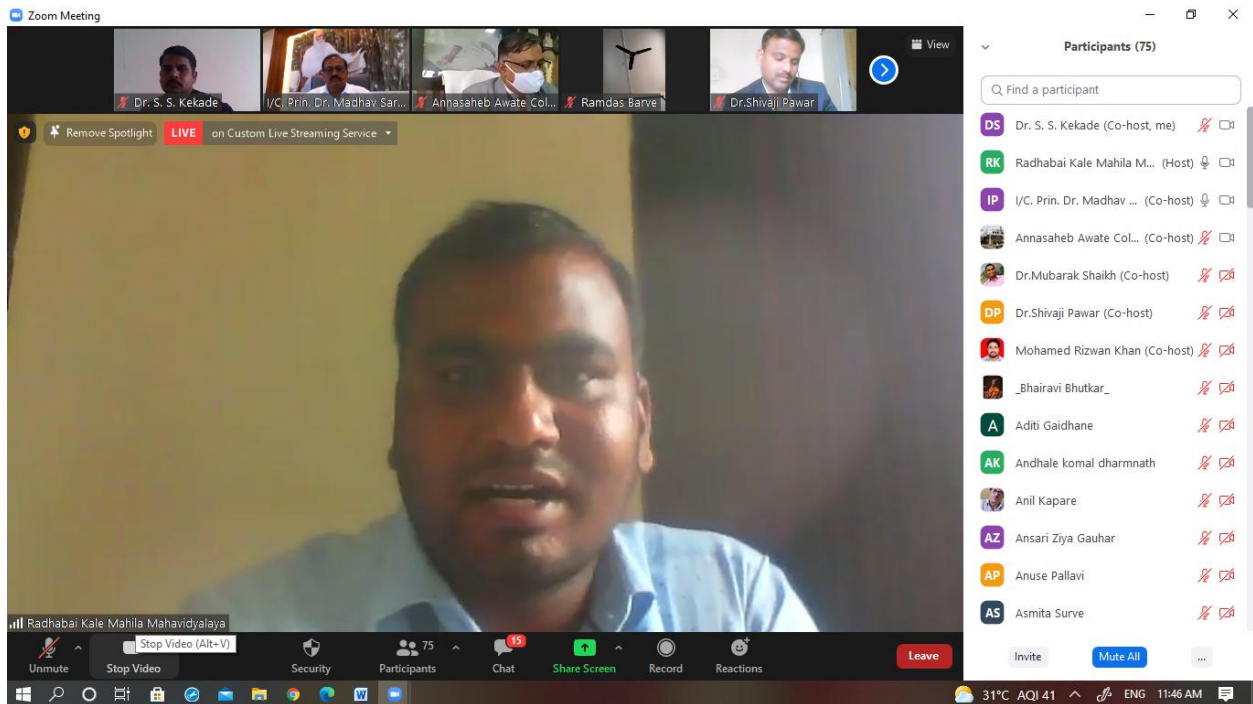 Zoom Meeting
Dr. S. S. Kekade
I/C. Prin. Dr. Madhav Sar...
Annasaheb Awate Col...
Ramdas Barve
Dr.Shivaji Pawar
View
Remove Spotlight
LIVE on Custom Live Streaming Service
Radhabai Kale Mahila Mahavidyalaya
Stop Video (Alt+V)
Unmute
Stop Video
Security
75
Participants
15
Chat
Share Screen
Record
Reactions
Leave
Participants (75)
Find a participant
DS Dr. S. S. Kekade (Co-host, me)
RK Radhabai Kale Mahila M... (Host)
IP I/C. Prin. Dr. Madhav ... (Co-host)
Annasaheb Awate Col... (Co-host)
Dr.Mubarak Shaikh (Co-host)
DP Dr.Shivaji Pawar (Co-host)
Mohamed Rizwan Khan (Co-host)
_Bhairavi Bhutkar_
A Aditi Gaidhane
AK Andhale komal dharmnath
Anil Kapare
AZ Ansari Ziya Gauhar
AP Anuse Pallavi
AS Asmita Surve
Invite
Mute All
...
31°C AQI 41 ENG 11:46 AM